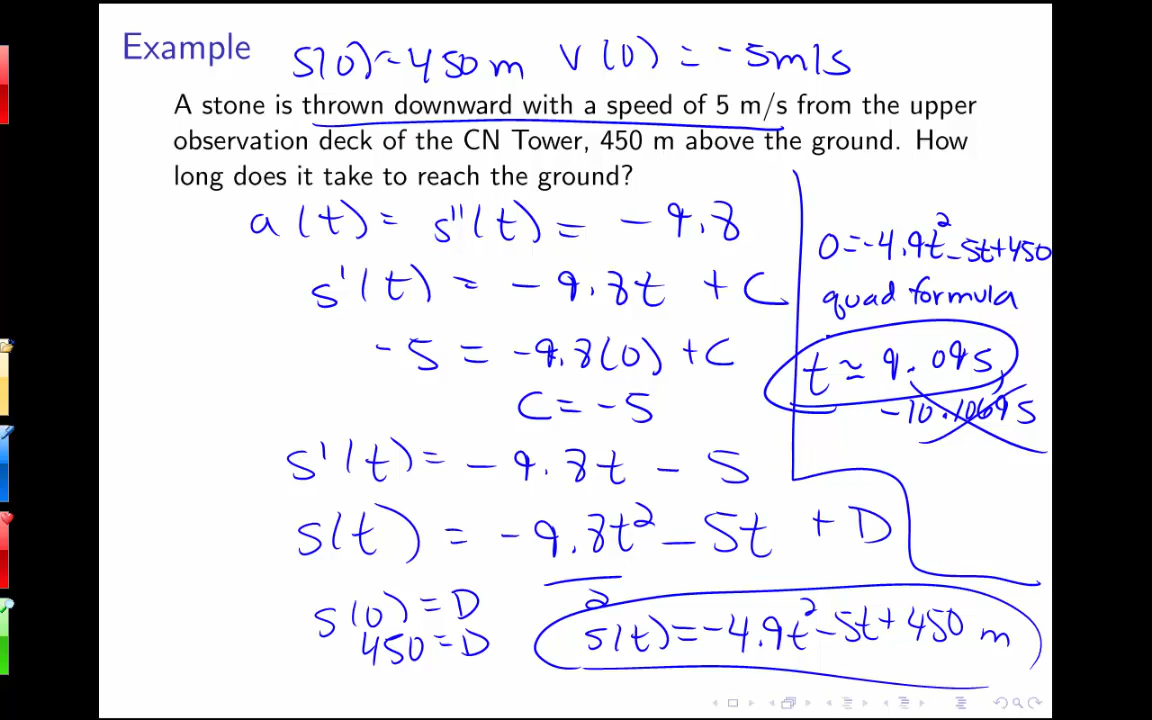 Example
s(0) = 450 m v(0) = -5m/s
A stone is thrown downward with a speed of 5 m/s from the upper
observation deck of the CN Tower, 450 m above the ground. How
long does it take to reach the ground?
a(t) = s''(t) = -9.8
s'(t) = -9.8t + C
-5 = -9.8(0) + C
C = -5
s'(t) = -9.8t - 5
s(t) = -9.8t²/2 - 5t + D
s(0) = D
450 = D
s(t) = -4.9t² - 5t + 450 m
0 = -4.9t² - 5t + 450
quad formula
t ≃ 9.09s,
-10.1069s